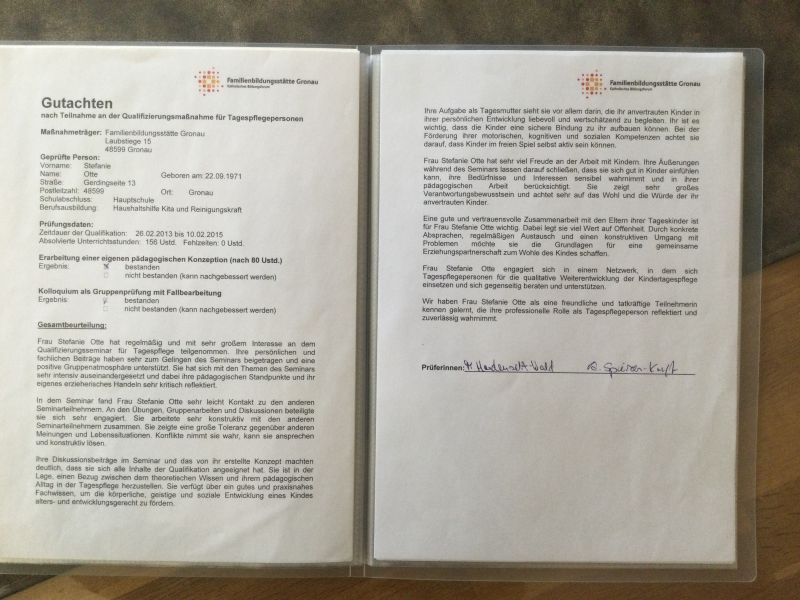 Familienbildungsstätte Gronau
Katholisches Bildungsforum
Gutachten
nach Teilnahme an der Qualifizierungsmaßnahme für Tagespflegepersonen
Maßnahmeträger: Familienbildungsstätte Gronau
Laubstiege 15
48599 Gronau
Geprüfte Person:
Vorname: Stefanie
Name: Otte Geboren am: 22.09.1971
Straße: Gerdingseite 13
Postleitzahl: 48599 Ort: Gronau
Schulabschluss: Hauptschule
Berufsausbildung: Haushaltshilfe Kita und Reinigungskraft
Prüfungsdaten:
Zeitdauer der Qualifikation: 26.02.2013 bis 10.02.2015
Absolvierte Unterrichtsstunden: 156 Ustd. Fehlzeiten: 0 Ustd.
Erarbeitung einer eigenen pädagogischen Konzeption (nach 80 Ustd.)
Ergebnis: bestanden
nicht bestanden (kann nachgebessert werden)
Kolloquium als Gruppenprüfung mit Fallbearbeitung
Ergebnis: bestanden
nicht bestanden (kann nachgebessert werden)
Gesamtbeurteilung:
Frau Stefanie Otte hat regelmäßig und mit sehr großem Interesse an dem
Qualifizierungsseminar für Tagespflege teilgenommen. Ihre persönlichen und
fachlichen Beiträge haben sehr zum Gelingen des Seminars beigetragen und eine
positive Gruppenatmosphäre unterstützt. Sie hat sich mit den Themen des Seminars
sehr intensiv auseinandergesetzt und dabei ihre pädagogischen Standpunkte und ihr
eigenes erzieherisches Handeln sehr kritisch reflektiert.
In dem Seminar fand Frau Stefanie Otte sehr leicht Kontakt zu den anderen
Seminarteilnehmern. An den Übungen, Gruppenarbeiten und Diskussionen beteiligte
sie sich sehr engagiert. Sie arbeitete sehr konstruktiv mit den anderen
Seminarteilnehmern zusammen. Sie zeigte eine große Toleranz gegenüber anderen
Meinungen und Lebenssituationen. Konflikte nimmt sie wahr, kann sie ansprechen
und konstruktiv lösen.
Ihre Diskussionsbeiträge im Seminar und das von ihr erstellte Konzept machten
deutlich, dass sie sich alle Inhalte der Qualifikation angeeignet hat. Sie ist in der
Lage, einen Bezug zwischen dem theoretischen Wissen und ihrem pädagogischen
Alltag in der Tagespflege herzustellen. Sie verfügt über ein gutes und praxisnahes
Fachwissen, um die körperliche, geistige und soziale Entwicklung eines Kindes
alters- und entwicklungsgerecht zu fördern.
Familienbildungsstätte Gronau
Katholisches Bildungsforum
Ihre Aufgabe als Tagesmutter sieht sie vor allem darin, die ihr anvertrauten Kinder in
ihrer persönlichen Entwicklung liebevoll und wertschätzend zu begleiten. Ihr ist es
wichtig, dass die Kinder eine sichere Bindung zu ihr aufbauen können. Bei der
Förderung ihrer motorischen, kognitiven und sozialen Kompetenzen achtet sie
darauf, dass Kinder im freien Spiel selbst aktiv sein können.
Frau Stefanie Otte hat sehr viel Freude an der Arbeit mit Kindern. Ihre Äußerungen
während des Seminars lassen darauf schließen, dass sie sich gut in Kinder einfühlen
kann, ihre Bedürfnisse und Interessen sensibel wahrnimmt und in ihrer
pädagogischen Arbeit berücksichtigt. Sie zeigt sehr großes
Verantwortungsbewusstsein und achtet sehr auf das Wohl und die Würde der ihr
anvertrauten Kinder.
Eine gute und vertrauensvolle Zusammenarbeit mit den Eltern ihrer Tageskinder ist
für Frau Stefanie Otte wichtig. Dabei legt sie viel Wert auf Offenheit. Durch konkrete
Absprachen, regelmäßigen Austausch und einen konstruktiven Umgang mit
Problemen möchte sie die Grundlagen für eine gemeinsame
Erziehungspartnerschaft zum Wohle des Kindes schaffen.
Frau Stefanie Otte engagiert sich in einem Netzwerk, in dem sich
Tagespflegepersonen für die qualitative Weiterentwicklung der Kindertagespflege
einsetzen und sich gegenseitig beraten und unterstützen.
Wir haben Frau Stefanie Otte als eine freundliche und tatkräftige Teilnehmerin
kennen gelernt, die ihre professionelle Rolle als Tagespflegeperson reflektiert und
zuverlässig wahrnimmt.
Prüferinnen: